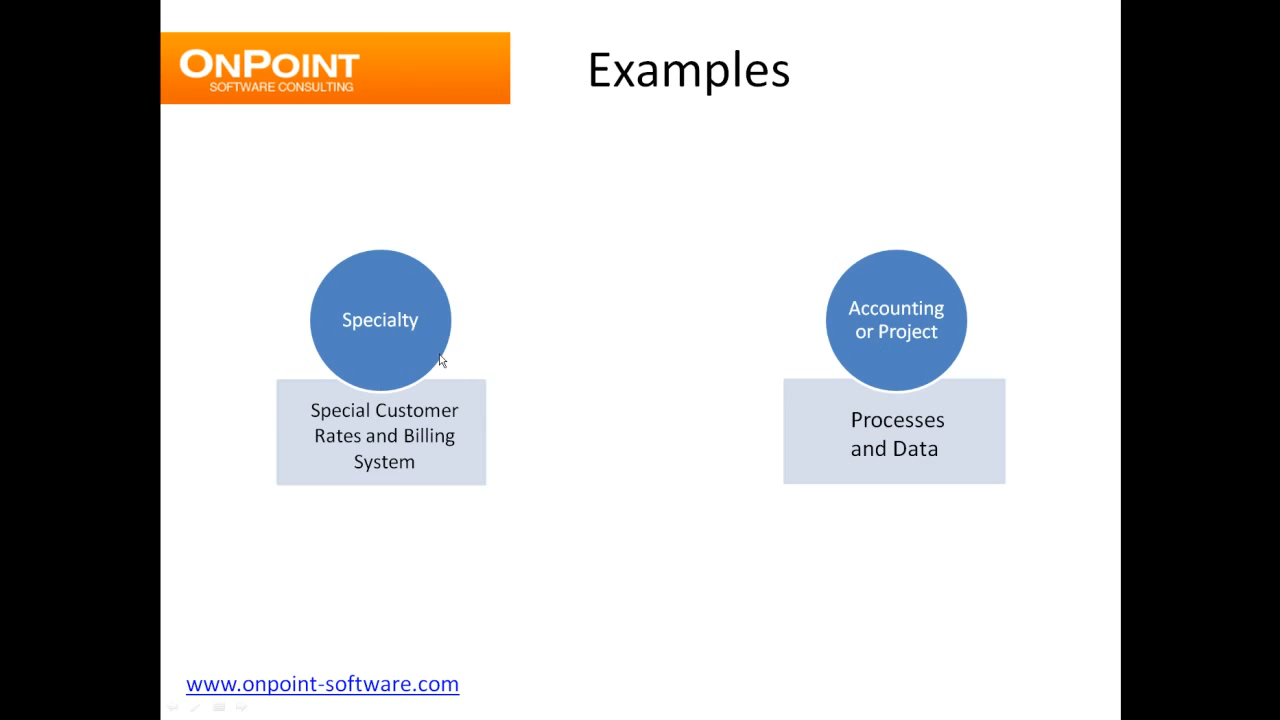 ONPOINT
SOFTWARE CONSULTING
Examples
Specialty
Special Customer
Rates and Billing
System
Accounting
or Project
Processes
and Data
www.onpoint-software.com